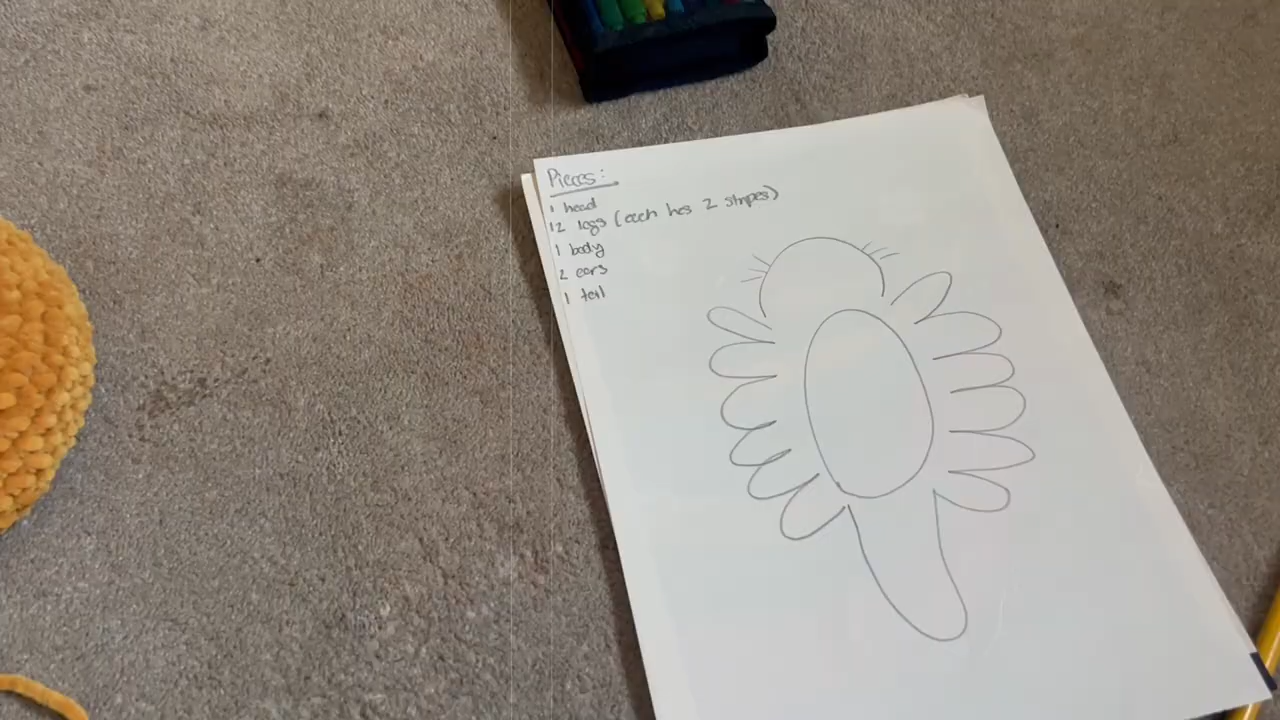 Pieces:
1 head
12 legs (each has 2 stripes)
1 body
2 ears
1 tail